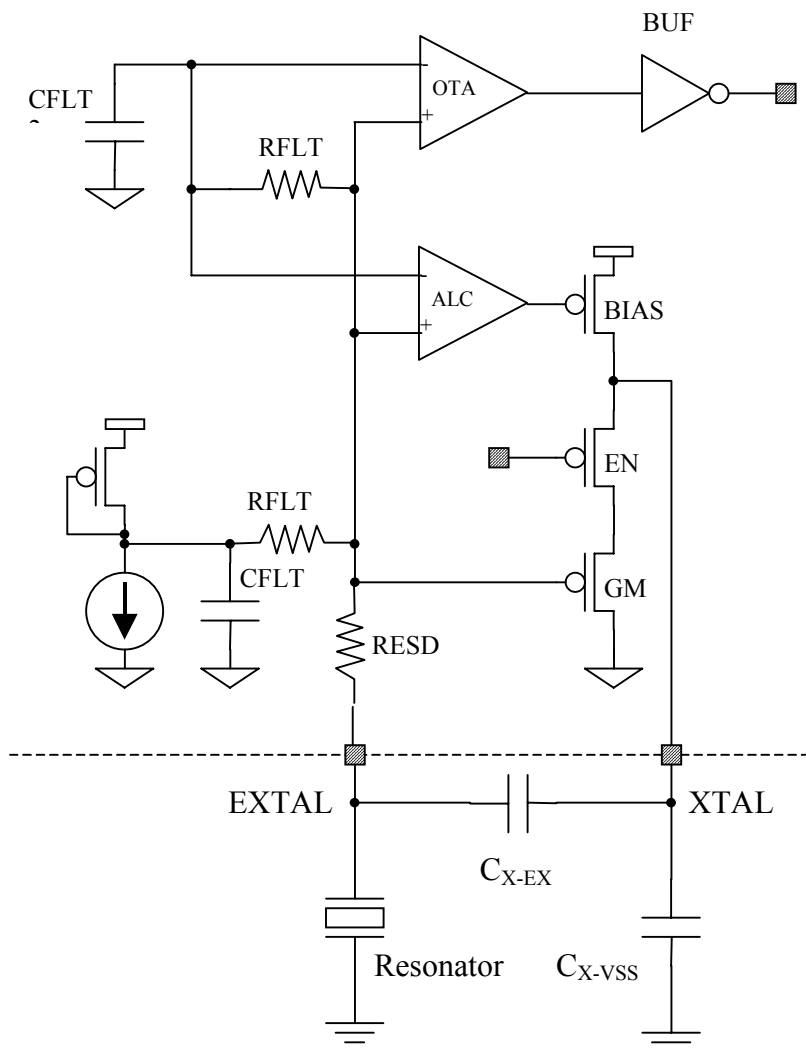 BUF
CFLT
-
OTA
+
RFLT
-
ALC
+
BIAS
EN
RFLT
CFLT
GM
RESD
EXTAL
XTAL
CX-EX
Resonator
CX-VSS